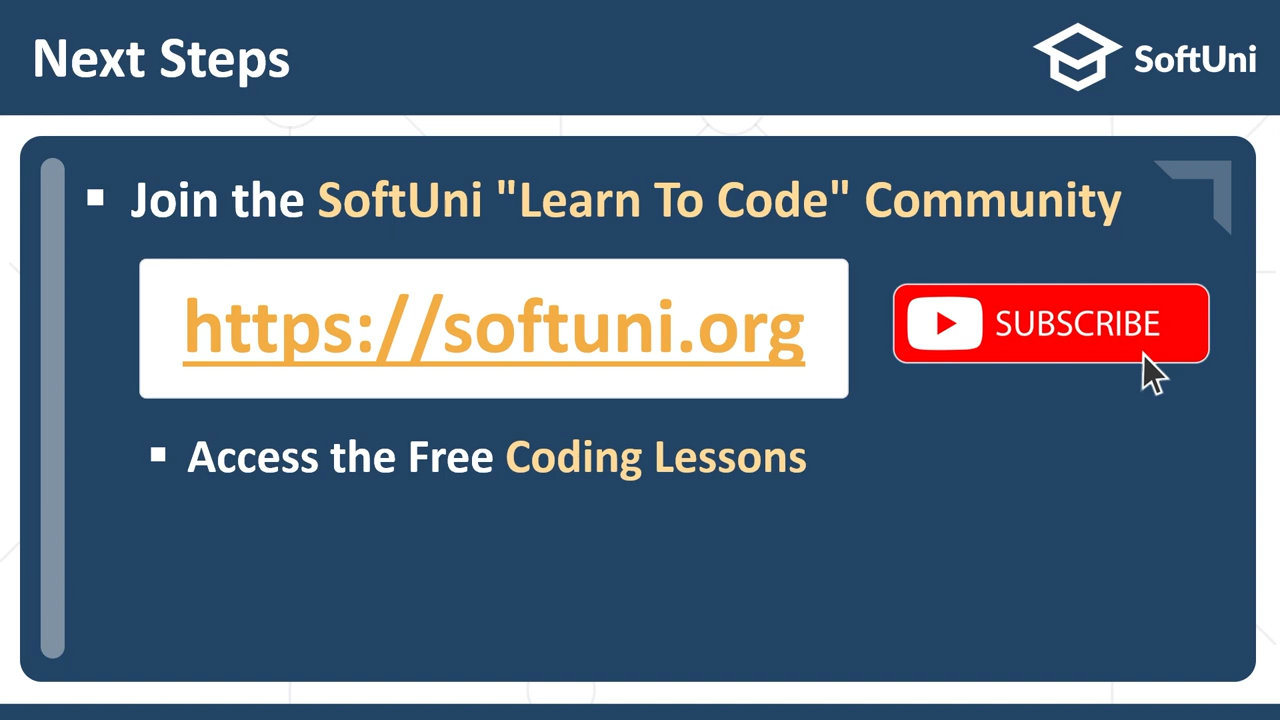 Next Steps
SoftUni
▪ Join the SoftUni "Learn To Code" Community
https://softuni.org
SUBSCRIBE
▪ Access the Free Coding Lessons